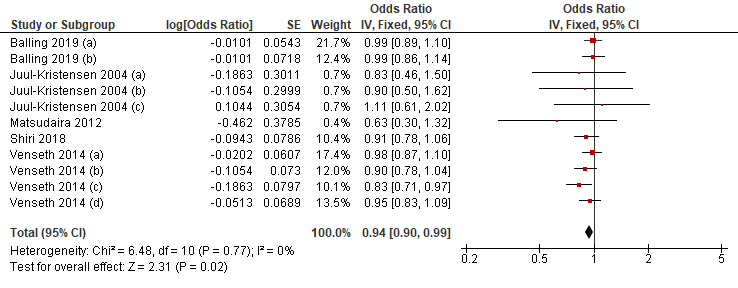 Odds Ratio Odds Ratio
Study or Subgroup log[Odds Ratio] SE Weight IV, Fixed, 95% CI IV, Fixed, 95% CI
Balling 2019 (a) -0.0101 0.0543 21.7% 0.99 [0.89, 1.10]
Balling 2019 (b) -0.0101 0.0718 12.4% 0.99 [0.86, 1.14]
Juul-Kristensen 2004 (a) -0.1863 0.3011 0.7% 0.83 [0.46, 1.50]
Juul-Kristensen 2004 (b) -0.1054 0.2999 0.7% 0.90 [0.50, 1.62]
Juul-Kristensen 2004 (c) 0.1044 0.3054 0.7% 1.11 [0.61, 2.02]
Matsudaira 2012 -0.462 0.3785 0.4% 0.63 [0.30, 1.32]
Shiri 2018 -0.0943 0.0786 10.4% 0.91 [0.78, 1.06]
Venseth 2014 (a) -0.0202 0.0607 17.4% 0.98 [0.87, 1.10]
Venseth 2014 (b) -0.1054 0.073 12.0% 0.90 [0.78, 1.04]
Venseth 2014 (c) -0.1863 0.0797 10.1% 0.83 [0.71, 0.97]
Venseth 2014 (d) -0.0513 0.0689 13.5% 0.95 [0.83, 1.09]
Total (95% CI) 100.0% 0.94 [0.90, 0.99]
Heterogeneity: Chi² = 6.48, df = 10 (P = 0.77); I² = 0%
Test for overall effect: Z = 2.31 (P = 0.02)
0.2 0.5 1 2 5